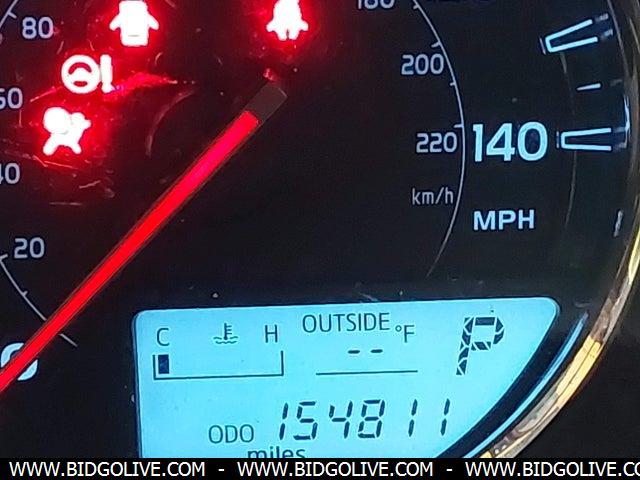 80
180
200
60
220
140
40
km/h
MPH
20
0
C H OUTSIDE °F P
--
ODO 154811
miles
WWW.BIDGOLIVE.COM - WWW.BIDGOLIVE.COM - WWW.BIDGOLIVE.CO